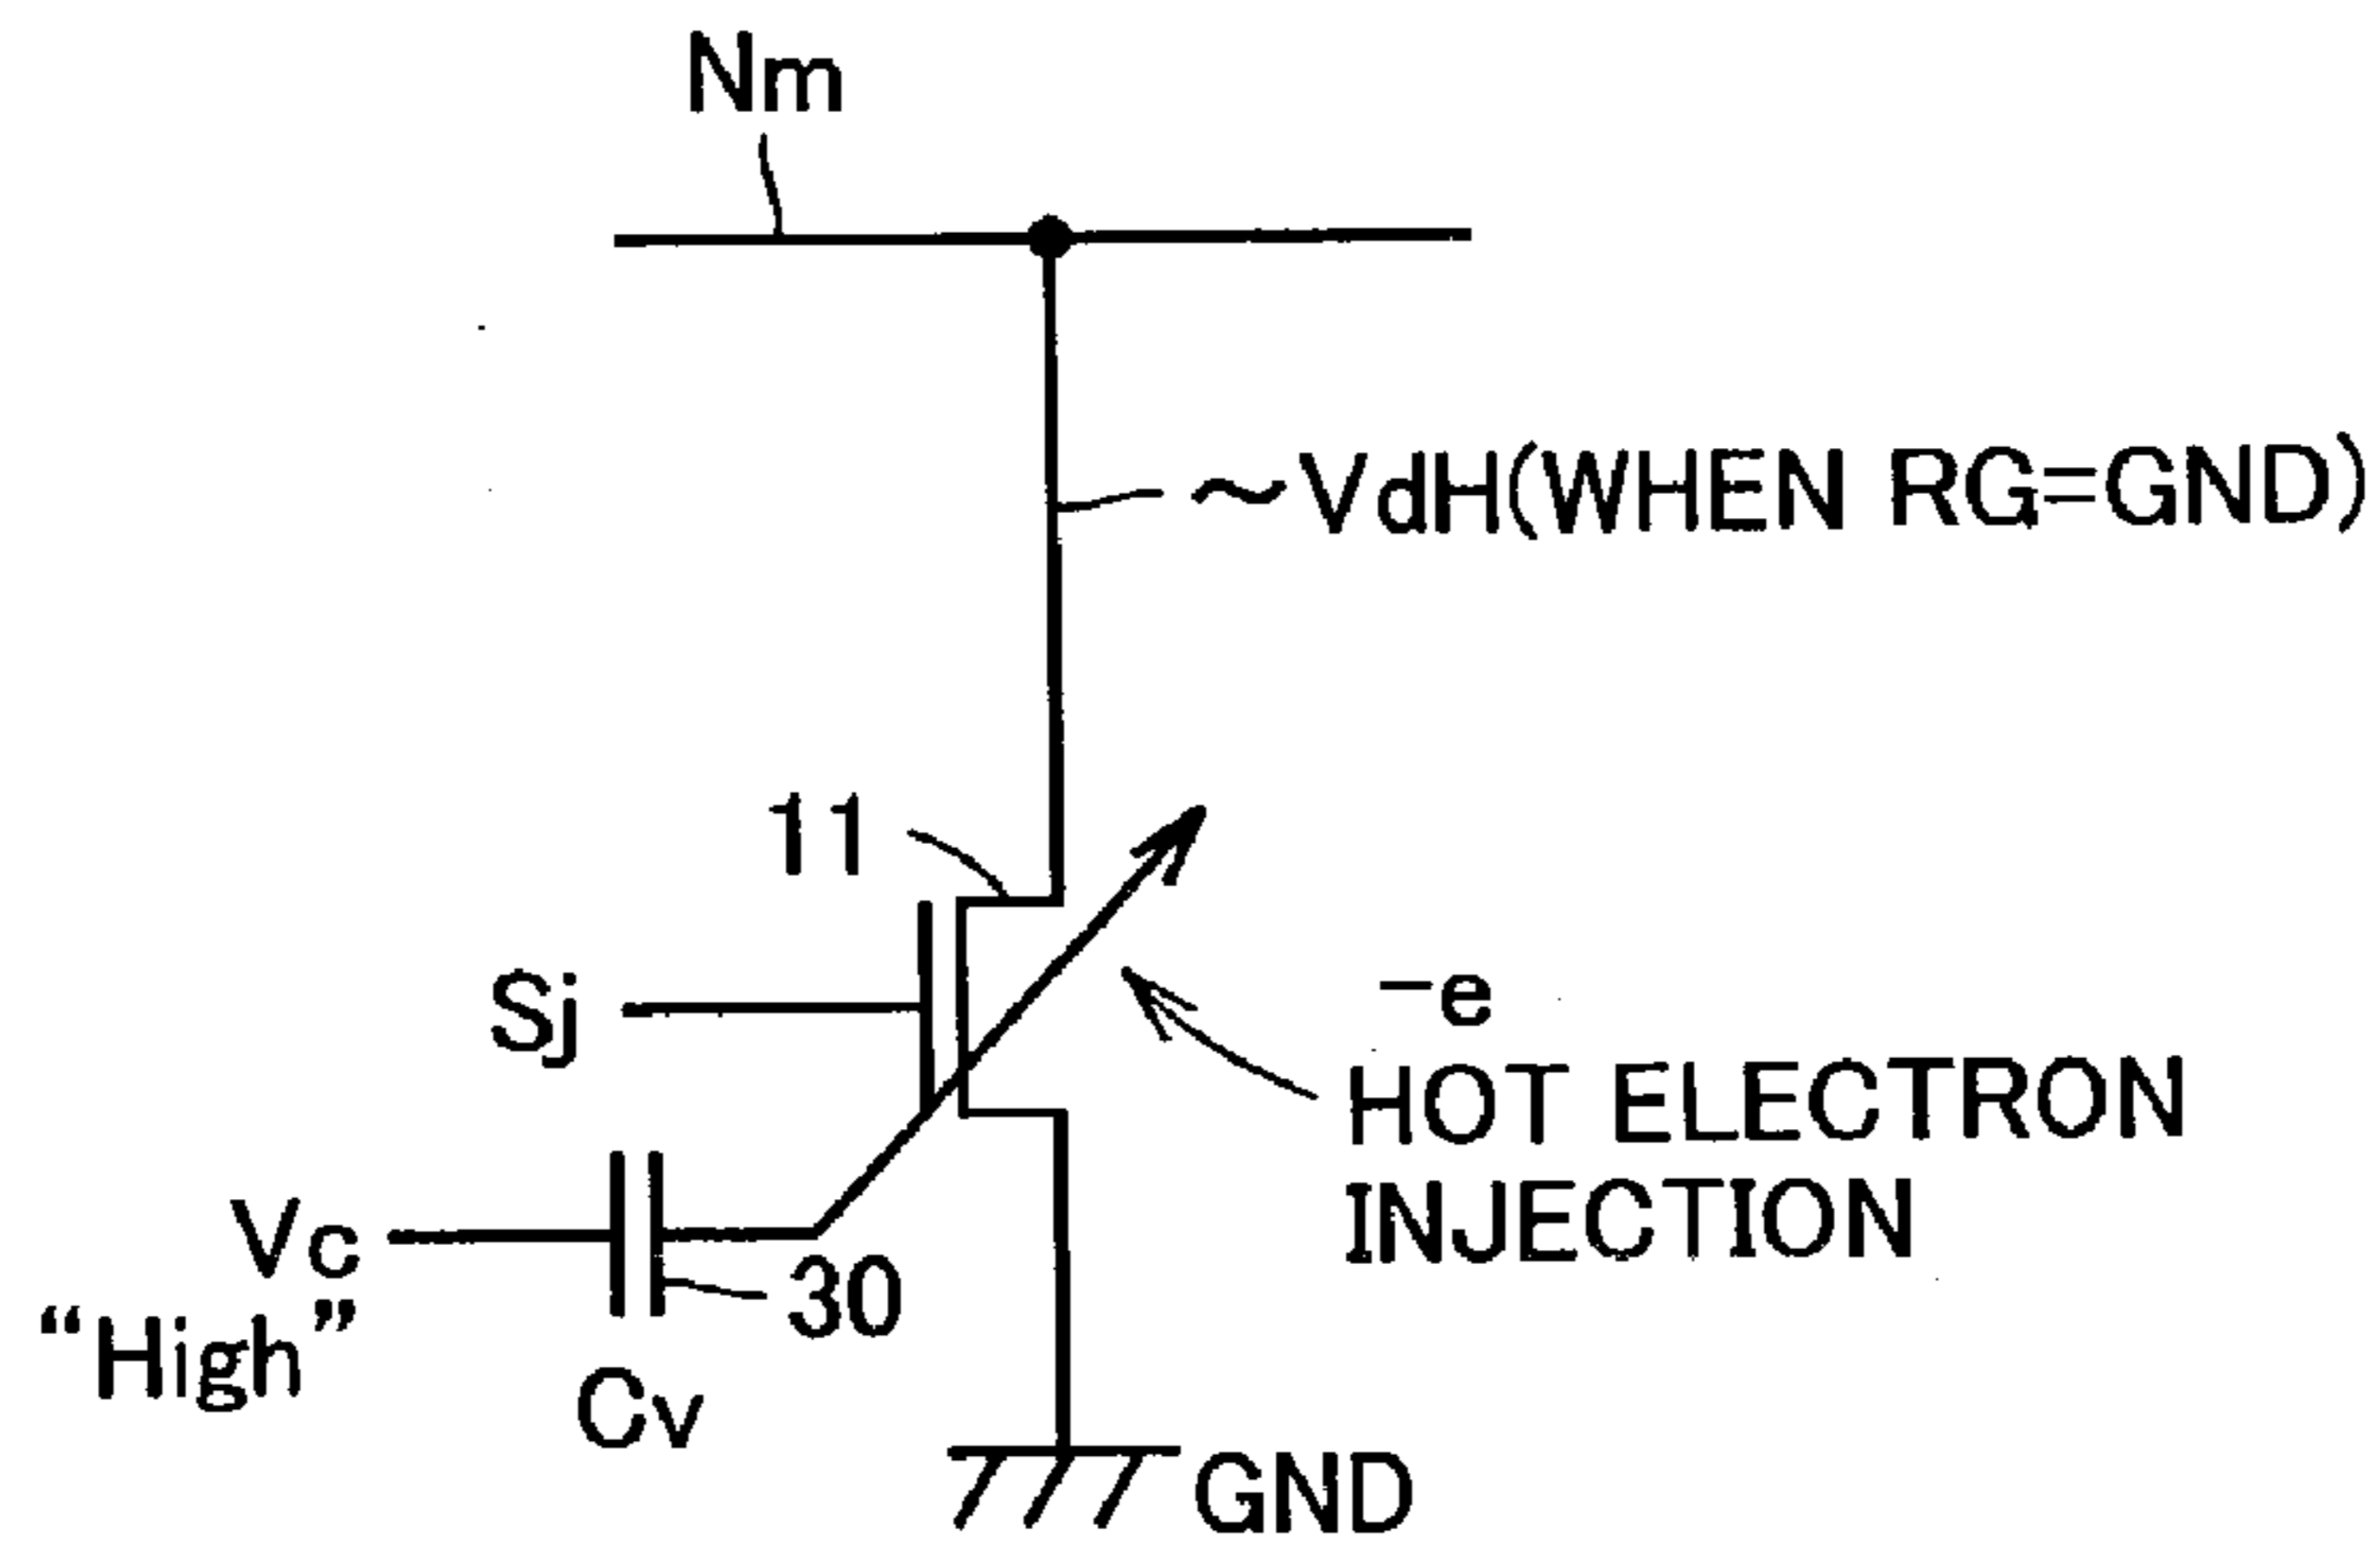 Nm
~VdH(WHEN RG=GND)
11
Sj
-e
HOT ELECTRON
INJECTION
Vc
"High"
30
Cv
GND